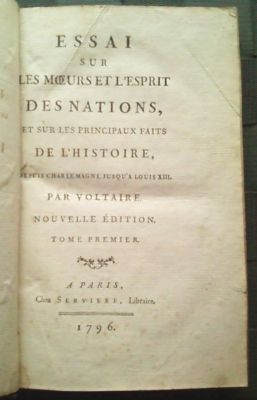 ESSAI
SUR
LES MŒURS ET L'ESPRIT
DES NATIONS,
ET SUR LES PRINCIPAUX FAITS
DE L'HISTOIRE,
DEPUIS CHARLEMAGNE JUSQU'A LOUIS XIII.
PAR VOLTAIRE.
NOUVELLE ÉDITION.
TOME PREMIER.
A PARIS,
Chez SERVIERE, Libraire.
1796.